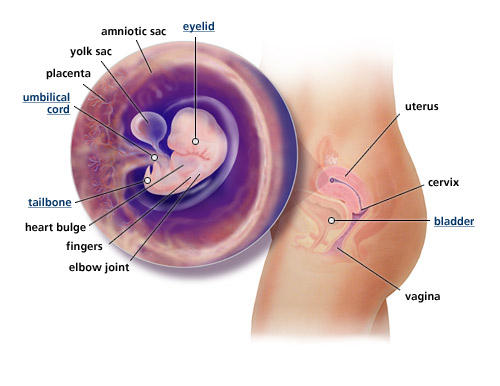 amniotic sac
eyelid
yolk sac
placenta
umbilical
cord
tailbone
heart bulge
fingers
elbow joint
uterus
cervix
bladder
vagina